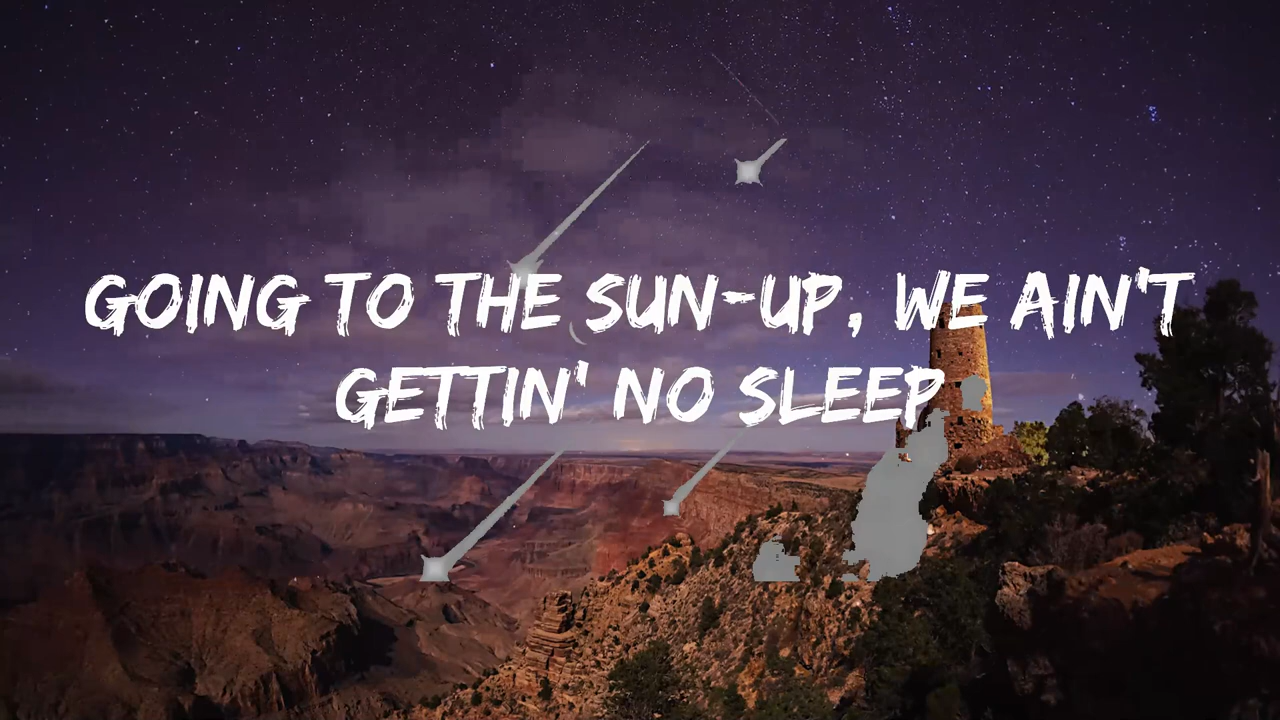 GOING TO THE SUN-UP, WE AIN'T
GETTIN' NO SLEEP